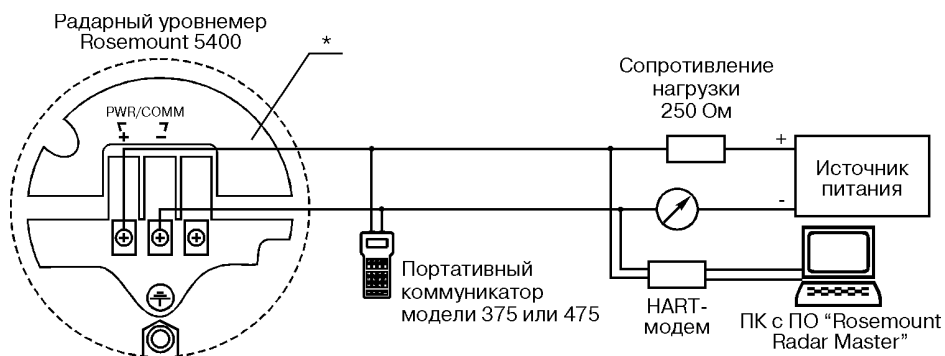 Радарный уровнемер
Rosemount 5400
*
PWR/COMM
+ -
Сопротивление
нагрузки
250 Ом
+
Источник
питания
-
Портативный
коммуникатор
модели 375 или 475
HART-
модем
ПК с ПО “Rosemount
Radar Master”